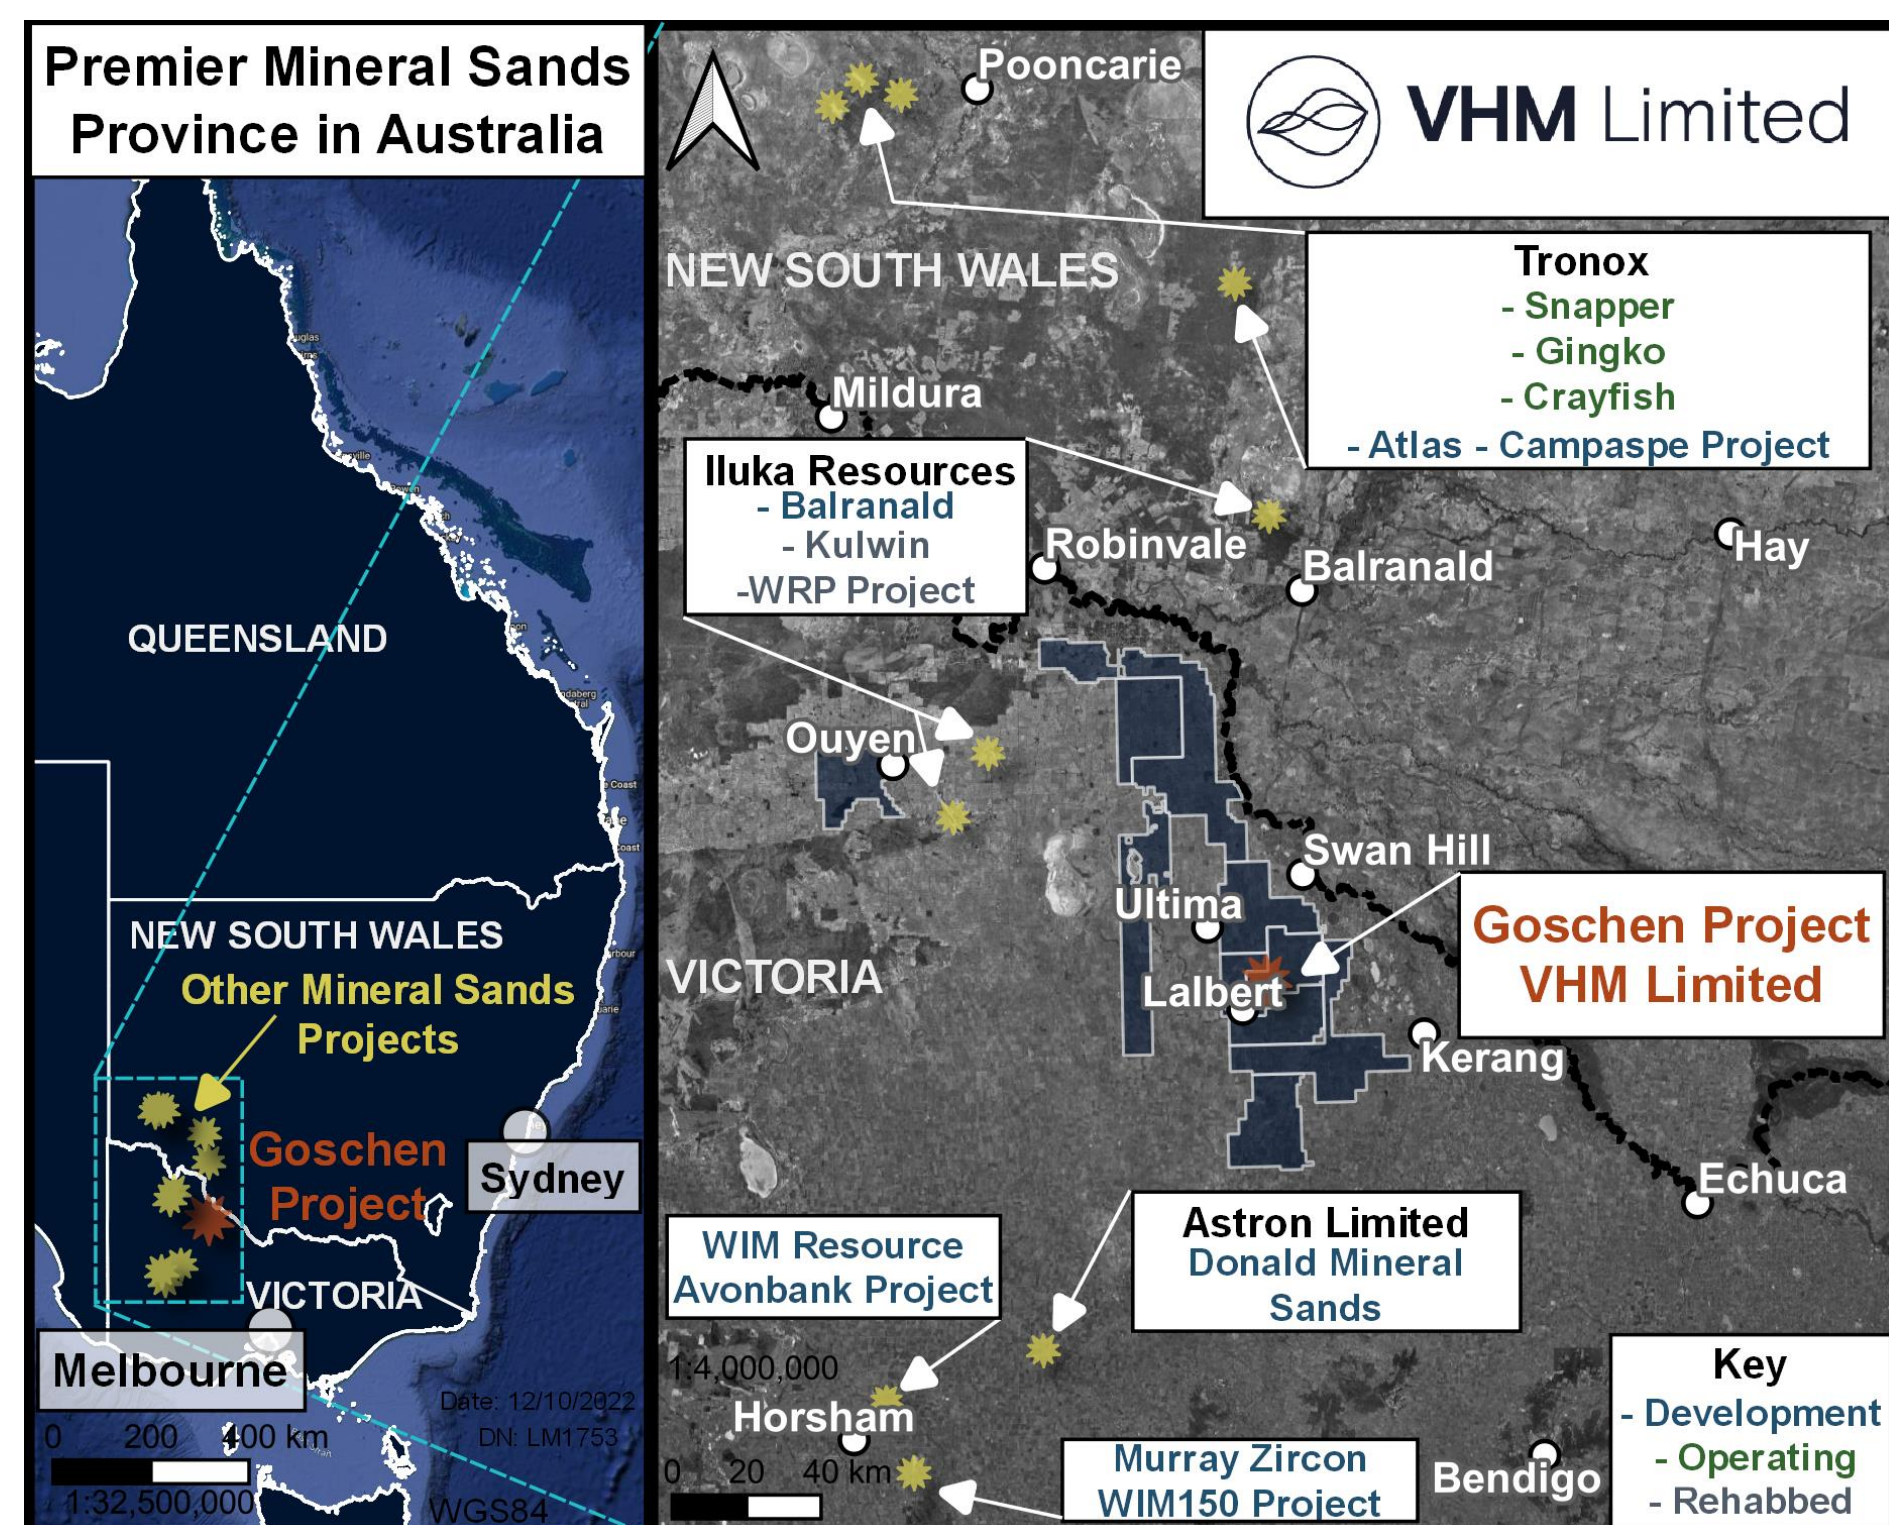 Premier Mineral Sands
Province in Australia
QUEENSLAND
NEW SOUTH WALES
Other Mineral Sands
Projects
Goschen
Project
Sydney
VICTORIA
Melbourne
Date: 12/10/2022
DN: LM1753
0 200 400 km
1:32,500,000
WGS84
VHM Limited
Pooncarie
NEW SOUTH WALES
Tronox
- Snapper
- Gingko
- Crayfish
- Atlas - Campaspe Project
Mildura
Iluka Resources
- Balranald
- Kulwin
-WRP Project
Robinvale
Balranald
Hay
Ouyen
Swan Hill
Ultima
Goschen Project
VHM Limited
VICTORIA
Lalbert
Kerang
Echuca
WIM Resource
Avonbank Project
Astron Limited
Donald Mineral
Sands
1:4,000,000
Horsham
0 20 40 km
Murray Zircon
WIM150 Project
Bendigo
Key
- Development
- Operating
- Rehabbed